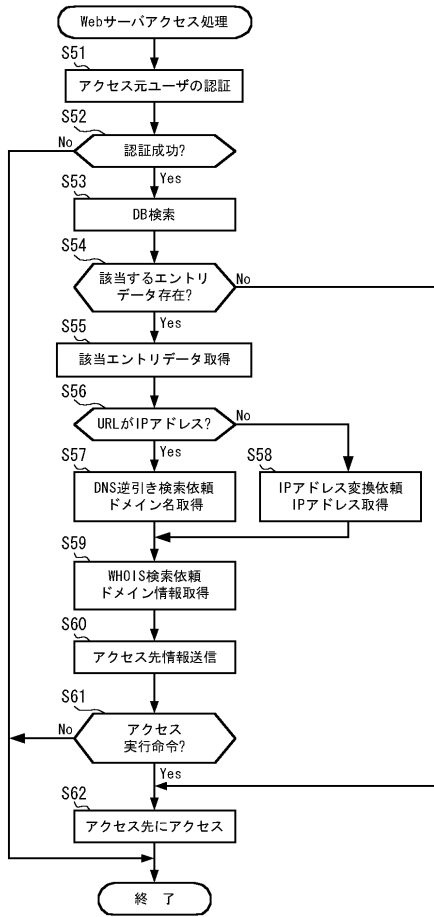 Webサーバアクセス処理
S51
アクセス元ユーザの認証
S52
No
認証成功?
Yes
S53
DB検索
S54
該当するエントリ
データ存在?
No
Yes
S55
該当エントリデータ取得
S56
URLがIPアドレス?
No
Yes
S57
DNS逆引き検索依頼
ドメイン名取得
S58
IPアドレス変換依頼
IPアドレス取得
S59
WHOIS検索依頼
ドメイン情報取得
S60
アクセス先情報送信
S61
No
アクセス
実行命令?
Yes
S62
アクセス先にアクセス
終 了